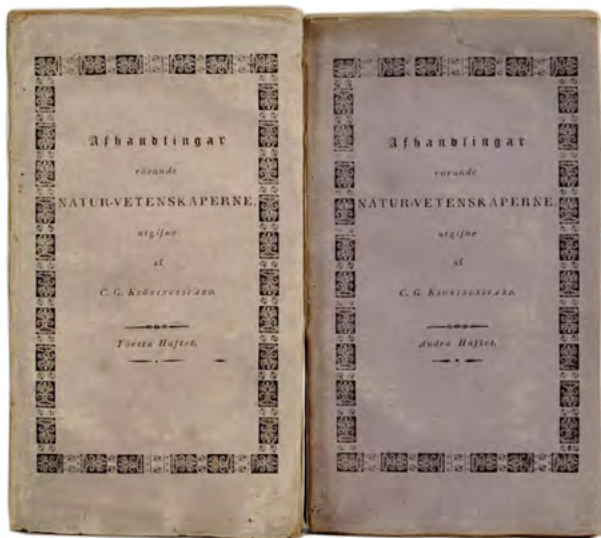 Afhandlingar
rörande
NATUR-VETENSKAPERNE,
utgifne
af
C. G. KRÖNINGSSVÄRD.
Första Häftet.
Afhandlingar
rörande
NATUR-VETENSKAPERNE,
utgifne
af
C. G. KRÖNINGSSVÄRD.
Andra Häftet.